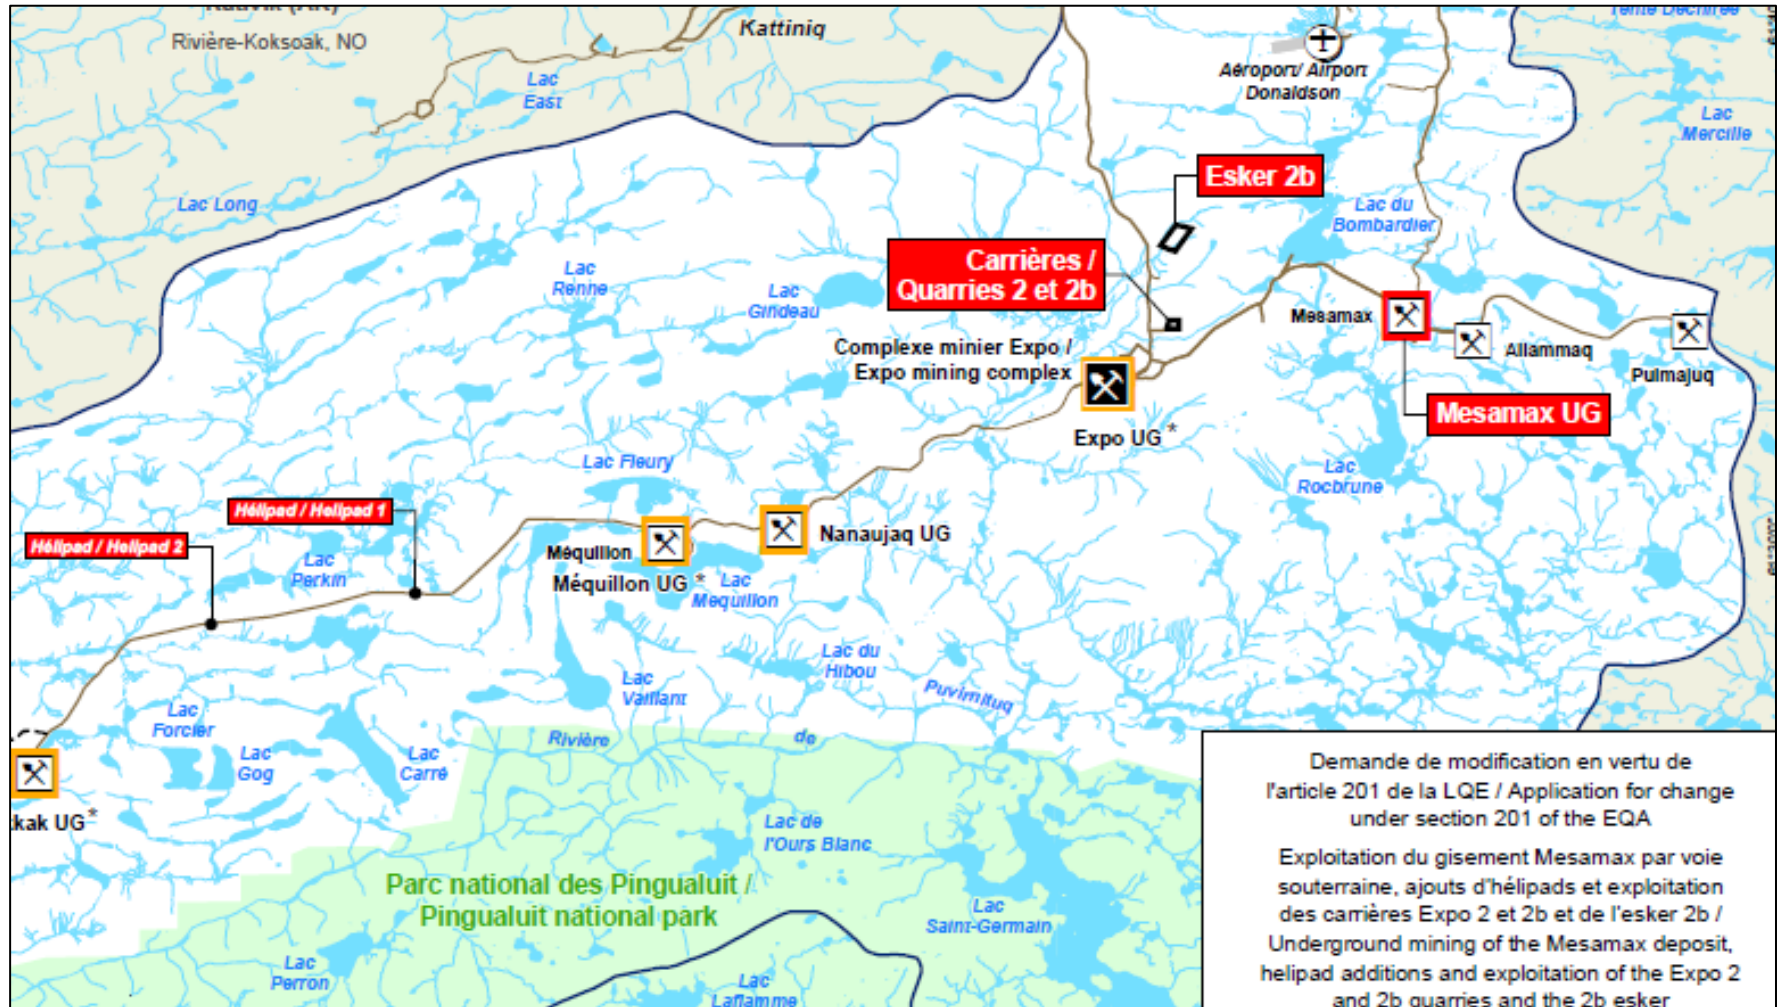 Rivière-Koksoak, NO
Kattiniq
Lac
East
Aéroport/ Airport
Donaldson
Lac
Mercille
Lac Long
Esker 2b
Lac du
Bombardier
Carrières /
Quarries 2 et 2b
Lac
Renne
Lac
Gindeau
Mesamax
Allammaq
Puimajuq
Complexe minier Expo /
Expo mining complex
Mesamax UG
Expo UG *
Lac Fleury
Lac
Rocbrune
Hélipad / Helipad 1
Hélipad / Helipad 2
Nanaujaq UG
Lac
Perkin
Méquillon
Méquillon UG *
Lac
Mequillon
Lac du
Hibou
Lac
Vaillant
Puvirnituq
Lac
Forcier
Rivière de
Lac
Gog
Lac
Carré
kkak UG *
Lac de
l'Ours Blanc
Parc national des Pingualuit /
Pingualuit national park
Lac
Saint-Germain
Lac
Perron
Lac
Laflamme
Demande de modification en vertu de
l'article 201 de la LQE / Application for change
under section 201 of the EQA
Exploitation du gisement Mesamax par voie
souterraine, ajouts d'hélipads et exploitation
des carrières Expo 2 et 2b et de l'esker 2b /
Underground mining of the Mesamax deposit,
helipad additions and exploitation of the Expo 2
and 2b quarries and the 2b esker